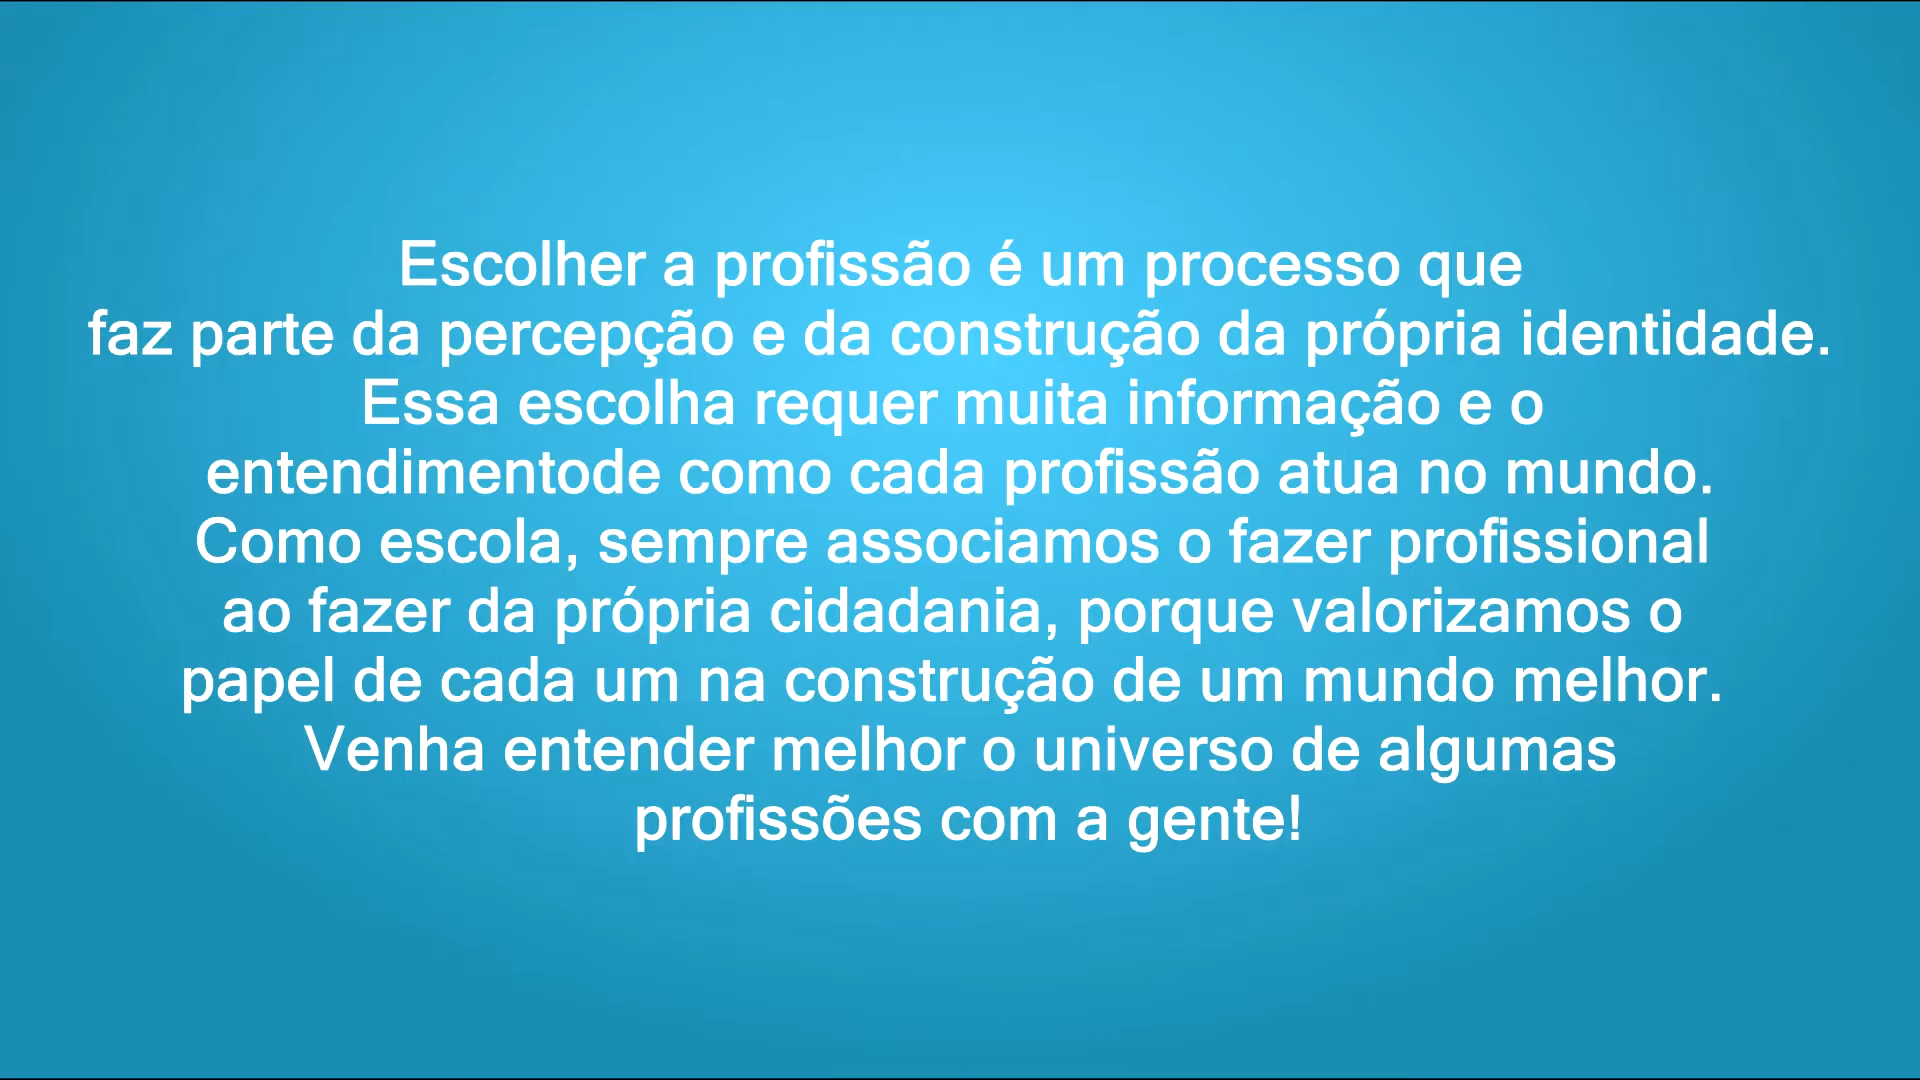 Escolher a profissão é um processo que
faz parte da percepção e da construção da própria identidade.
Essa escolha requer muita informação e o
entendimentode como cada profissão atua no mundo.
Como escola, sempre associamos o fazer profissional
ao fazer da própria cidadania, porque valorizamos o
papel de cada um na construção de um mundo melhor.
Venha entender melhor o universo de algumas
profissões com a gente!